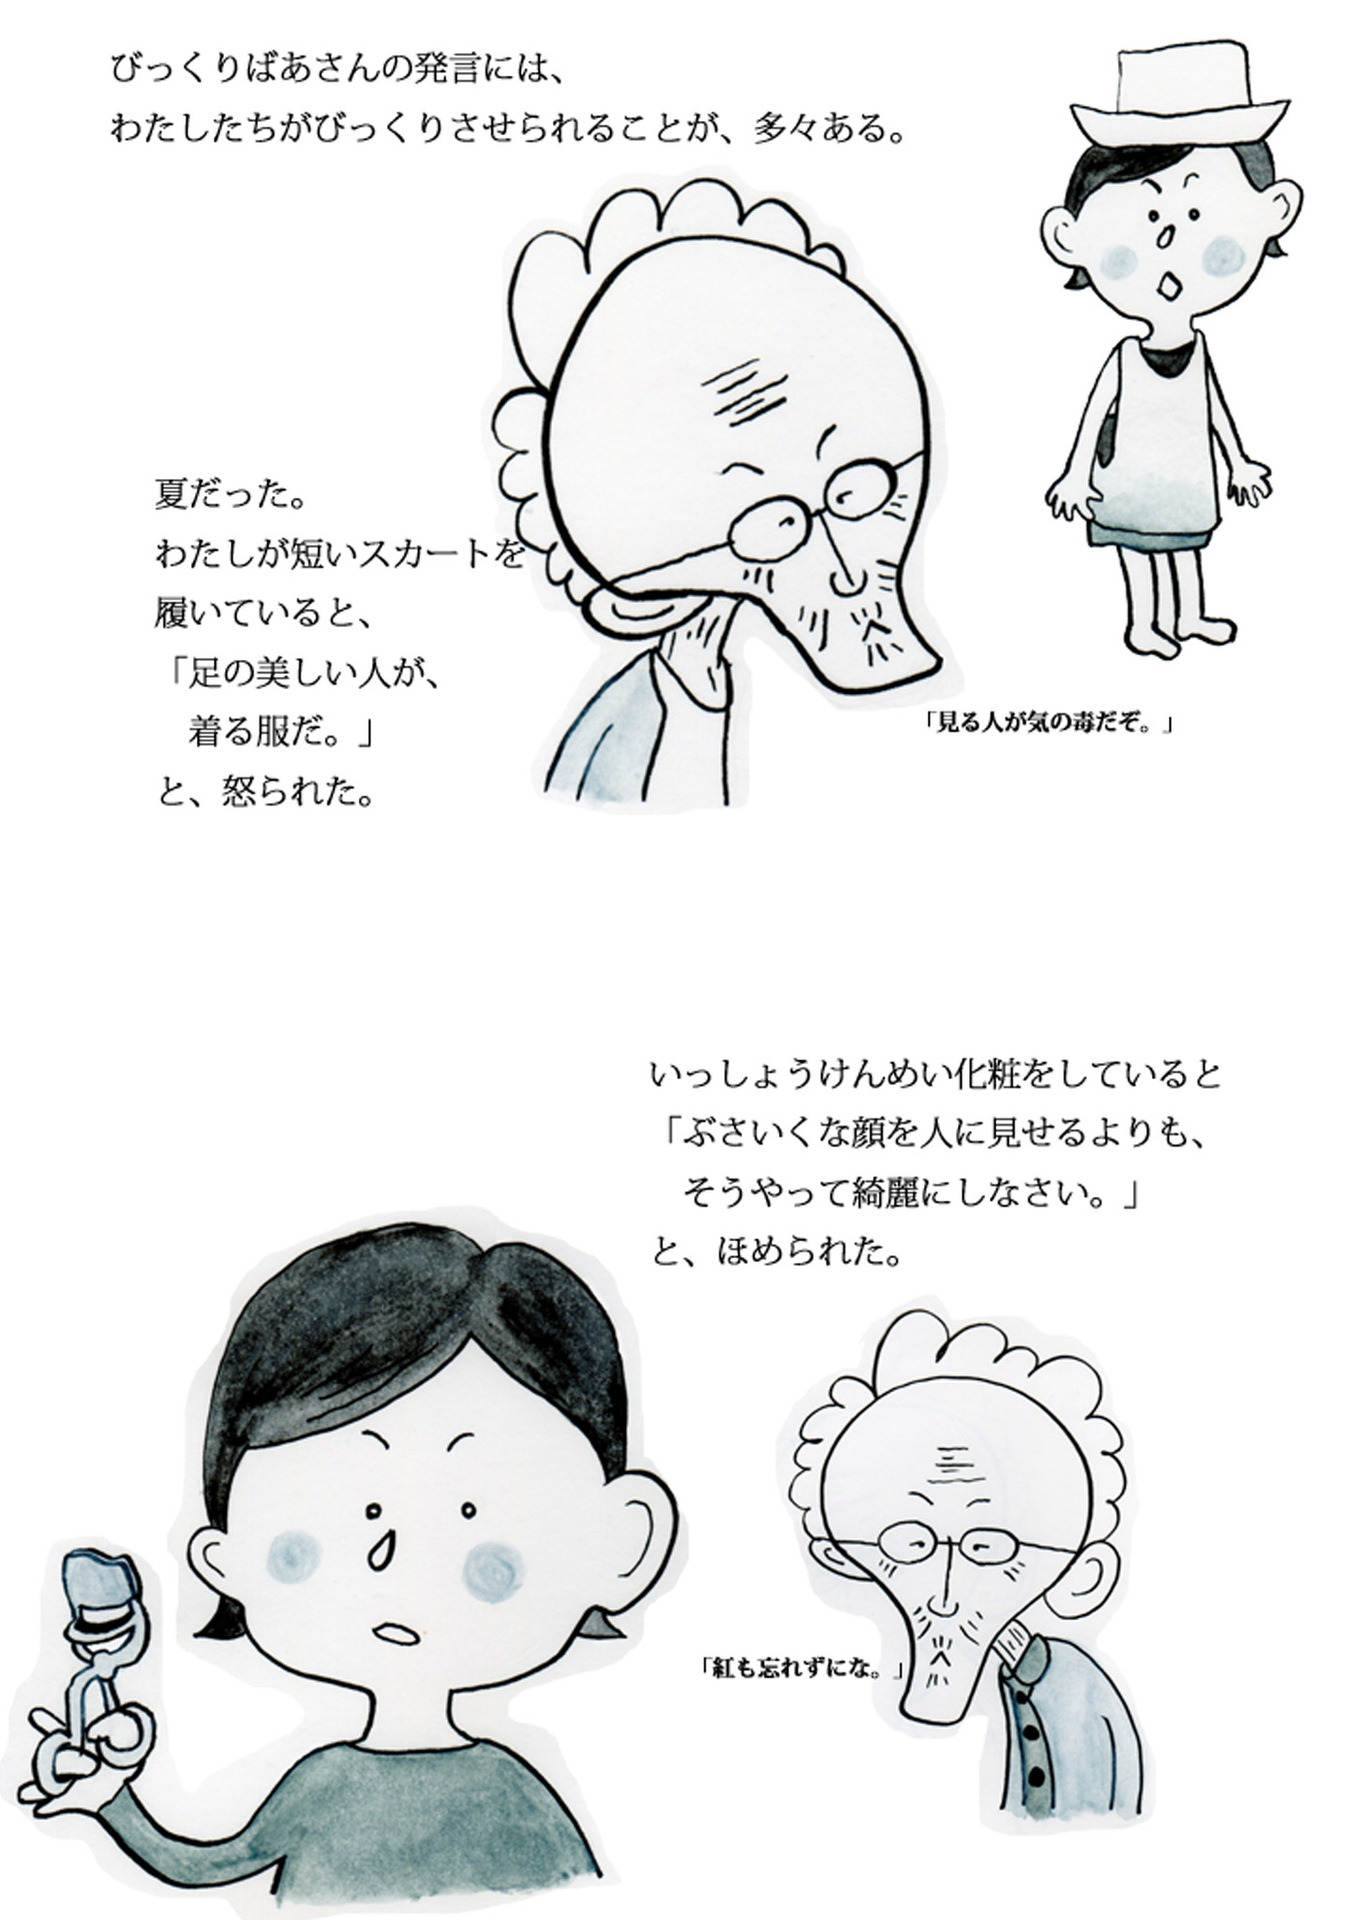 びっくりばあさんの発言には、
わたしたちがびっくりさせられることが、多々ある。
夏だった。
わたしが短いスカートを
履いていると、
「足の美しい人が、
着る服だ。」
と、怒られた。
「見る人が気の毒だぞ。」
いっしょうけんめい化粧をしていると
「ぶさいくな顔を人に見せるよりも、
そうやって綺麗にしなさい。」
と、ほめられた。
「紅も忘れずにな。」